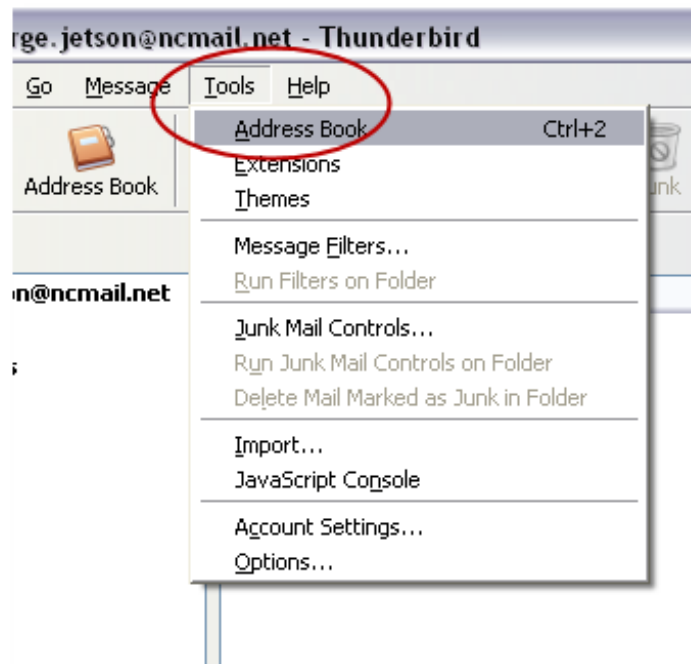 rge.jetson@ncmail.net - Thunderbird
Go Message Tools Help
Address Book
Address Book Ctrl+2
Extensions
Themes
Message Filters...
Run Filters on Folder
n@ncmail.net
Junk Mail Controls...
Run Junk Mail Controls on Folder
Delete Mail Marked as Junk in Folder
Import...
JavaScript Console
Account Settings...
Options...
unk
s